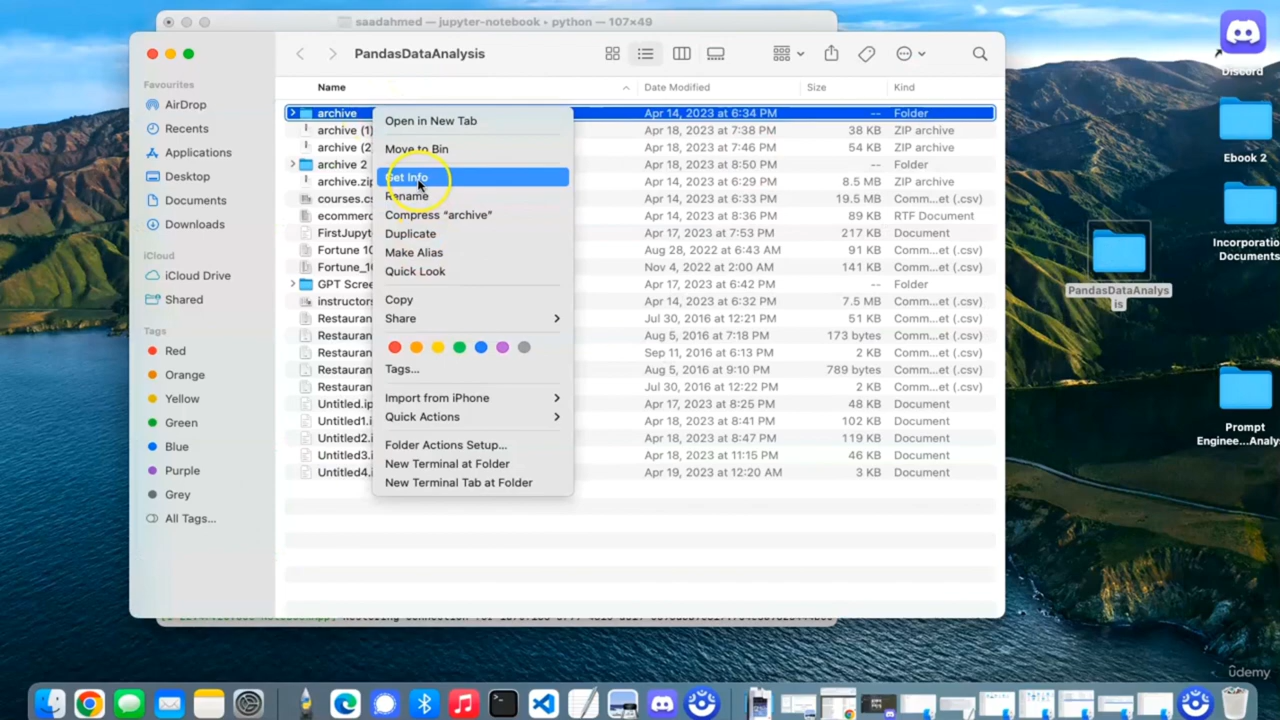 saadahmed — jupyter-notebook • python — 107×49
PandasDataAnalysis
Favourites
AirDrop
Recents
Applications
Desktop
Documents
Downloads
iCloud
iCloud Drive
Shared
Tags
Red
Orange
Yellow
Green
Blue
Purple
Grey
All Tags...
Name Date Modified Size Kind
archive Apr 14, 2023 at 6:34 PM -- Folder
archive (1) Apr 18, 2023 at 7:38 PM 38 KB ZIP archive
archive (2 Apr 18, 2023 at 7:46 PM 54 KB ZIP archive
archive 2 Apr 18, 2023 at 8:50 PM -- Folder
archive.zip Apr 14, 2023 at 6:29 PM 8.5 MB ZIP archive
courses.cs Apr 14, 2023 at 6:33 PM 19.5 MB Comm...et (.csv)
ecommerc Apr 14, 2023 at 8:36 PM 89 KB RTF Document
FirstJupyt Apr 17, 2023 at 7:53 PM 217 KB Document
Fortune 10 Aug 28, 2022 at 6:43 AM 91 KB Comm...et (.csv)
Fortune_10 Nov 4, 2022 at 2:00 AM 141 KB Comm...et (.csv)
GPT Scree Apr 17, 2023 at 6:42 PM -- Folder
instructors Apr 14, 2023 at 6:32 PM 7.5 MB Comm...et (.csv)
Restauran Jul 30, 2016 at 12:21 PM 51 KB Comm...et (.csv)
Restauran Aug 5, 2016 at 7:18 PM 173 bytes Comm...et (.csv)
Restauran Sep 11, 2016 at 6:13 PM 2 KB Comm...et (.csv)
Restauran Aug 5, 2016 at 9:10 PM 789 bytes Comm...et (.csv)
Restauran Jul 30, 2016 at 12:22 PM 2 KB Comm...et (.csv)
Untitled.ip Apr 17, 2023 at 8:25 PM 48 KB Document
Untitled1.i Apr 18, 2023 at 8:41 PM 102 KB Document
Untitled2.i Apr 18, 2023 at 8:47 PM 119 KB Document
Untitled3.i Apr 18, 2023 at 11:15 PM 46 KB Document
Untitled4.i Apr 19, 2023 at 12:20 AM 3 KB Document
Open in New Tab
Move to Bin
Get Info
Rename
Compress “archive”
Duplicate
Make Alias
Quick Look
Copy
Share
Tags...
Import from iPhone
Quick Actions
Folder Actions Setup...
New Terminal at Folder
New Terminal Tab at Folder
Discord
Ebook 2
Incorporatio
Documents
PandasDataAnalys
is
Prompt
Enginee...Analy
ûdemy